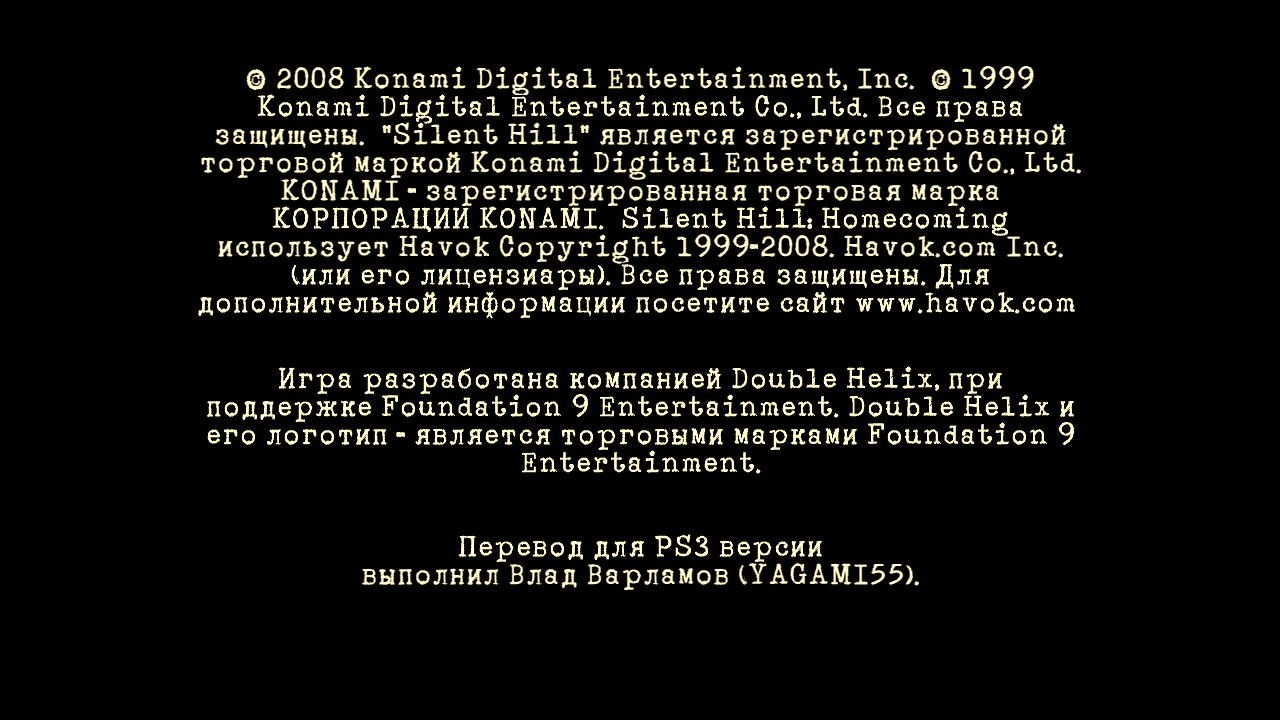 © 2008 Konami Digital Entertainment, Inc. © 1999
Konami Digital Entertainment Co., Ltd. Все права
защищены. "Silent Hill" является зарегистрированной
торговой маркой Konami Digital Entertainment Co., Ltd.
KONAMI - зарегистрированная торговая марка
КОРПОРАЦИИ KONAMI. Silent Hill: Homecoming
использует Havok Copyright 1999-2008. Havok.com Inc.
(или его лицензиары). Все права защищены. Для
дополнительной информации посетите сайт www.havok.com
Игра разработана компанией Double Helix, при
поддержке Foundation 9 Entertainment. Double Helix и
его логотип - является торговыми марками Foundation 9
Entertainment.
Перевод для PS3 версии
выполнил Влад Варламов (YAGAMI55).